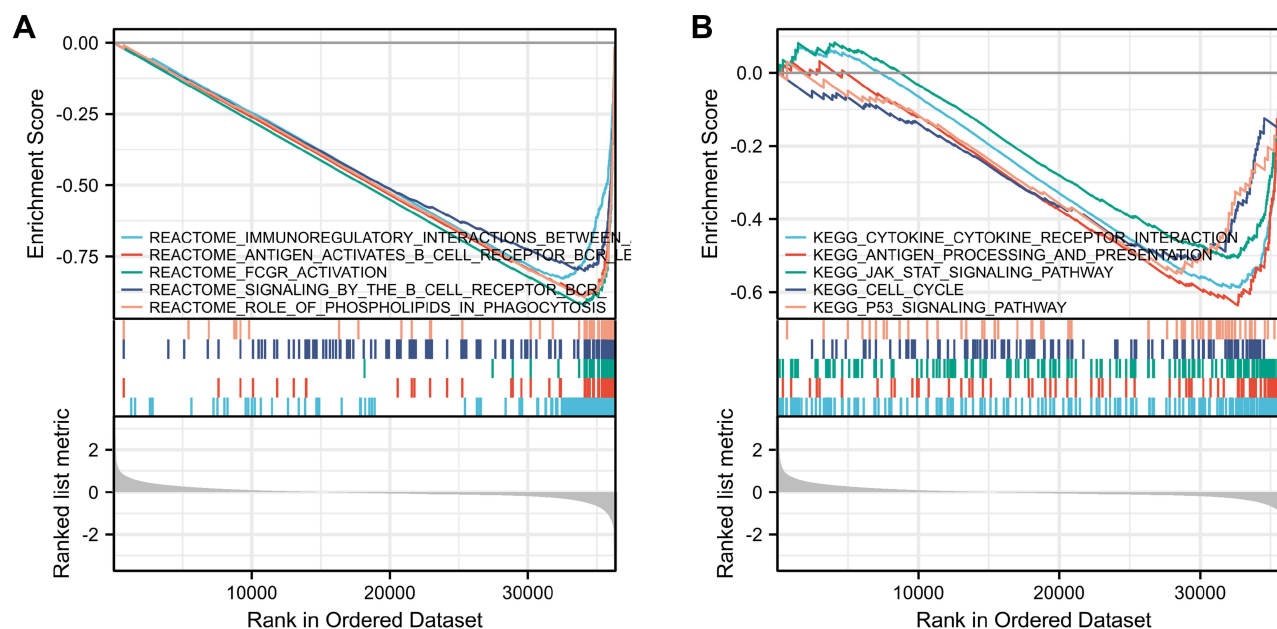 A
Enrichment Score
0.00
-0.25
-0.50
-0.75
REACTOME_IMMUNOREGULATORY_INTERACTIONS_BETWEEN_
REACTOME_ANTIGEN_ACTIVATES_B_CELL_RECEPTOR_BCR_LE
REACTOME_FCGR_ACTIVATION
REACTOME_SIGNALING_BY_THE_B_CELL_RECEPTOR_BCR_
REACTOME_ROLE_OF_PHOSPHOLIPIDS_IN_PHAGOCYTOSIS
Ranked list metric
2
0
-2
10000 20000 30000
Rank in Ordered Dataset
B
Enrichment Score
0.0
-0.2
-0.4
-0.6
KEGG_CYTOKINE_CYTOKINE_RECEPTOR_INTERACTION
KEGG_ANTIGEN_PROCESSING_AND_PRESENTATION
KEGG_JAK_STAT_SIGNALING_PATHWAY
KEGG_CELL_CYCLE
KEGG_P53_SIGNALING_PATHWAY
Ranked list metric
2
0
-2
10000 20000 30000
Rank in Ordered Dataset